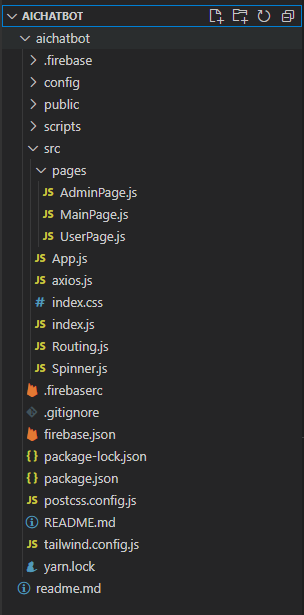 AICHATBOT
aichatbot
.firebase
config
public
scripts
src
pages
JS AdminPage.js
JS MainPage.js
JS UserPage.js
JS App.js
JS axios.js
# index.css
JS index.js
JS Routing.js
JS Spinner.js
.firebaserc
.gitignore
firebase.json
{} package-lock.json
{} package.json
JS postcss.config.js
README.md
JS tailwind.config.js
yarn.lock
readme.md